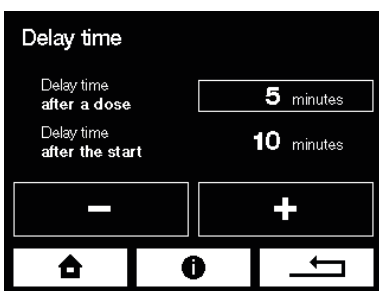 Delay time
Delay time
after a dose
5 minutes
Delay time
after the start
10 minutes
− +